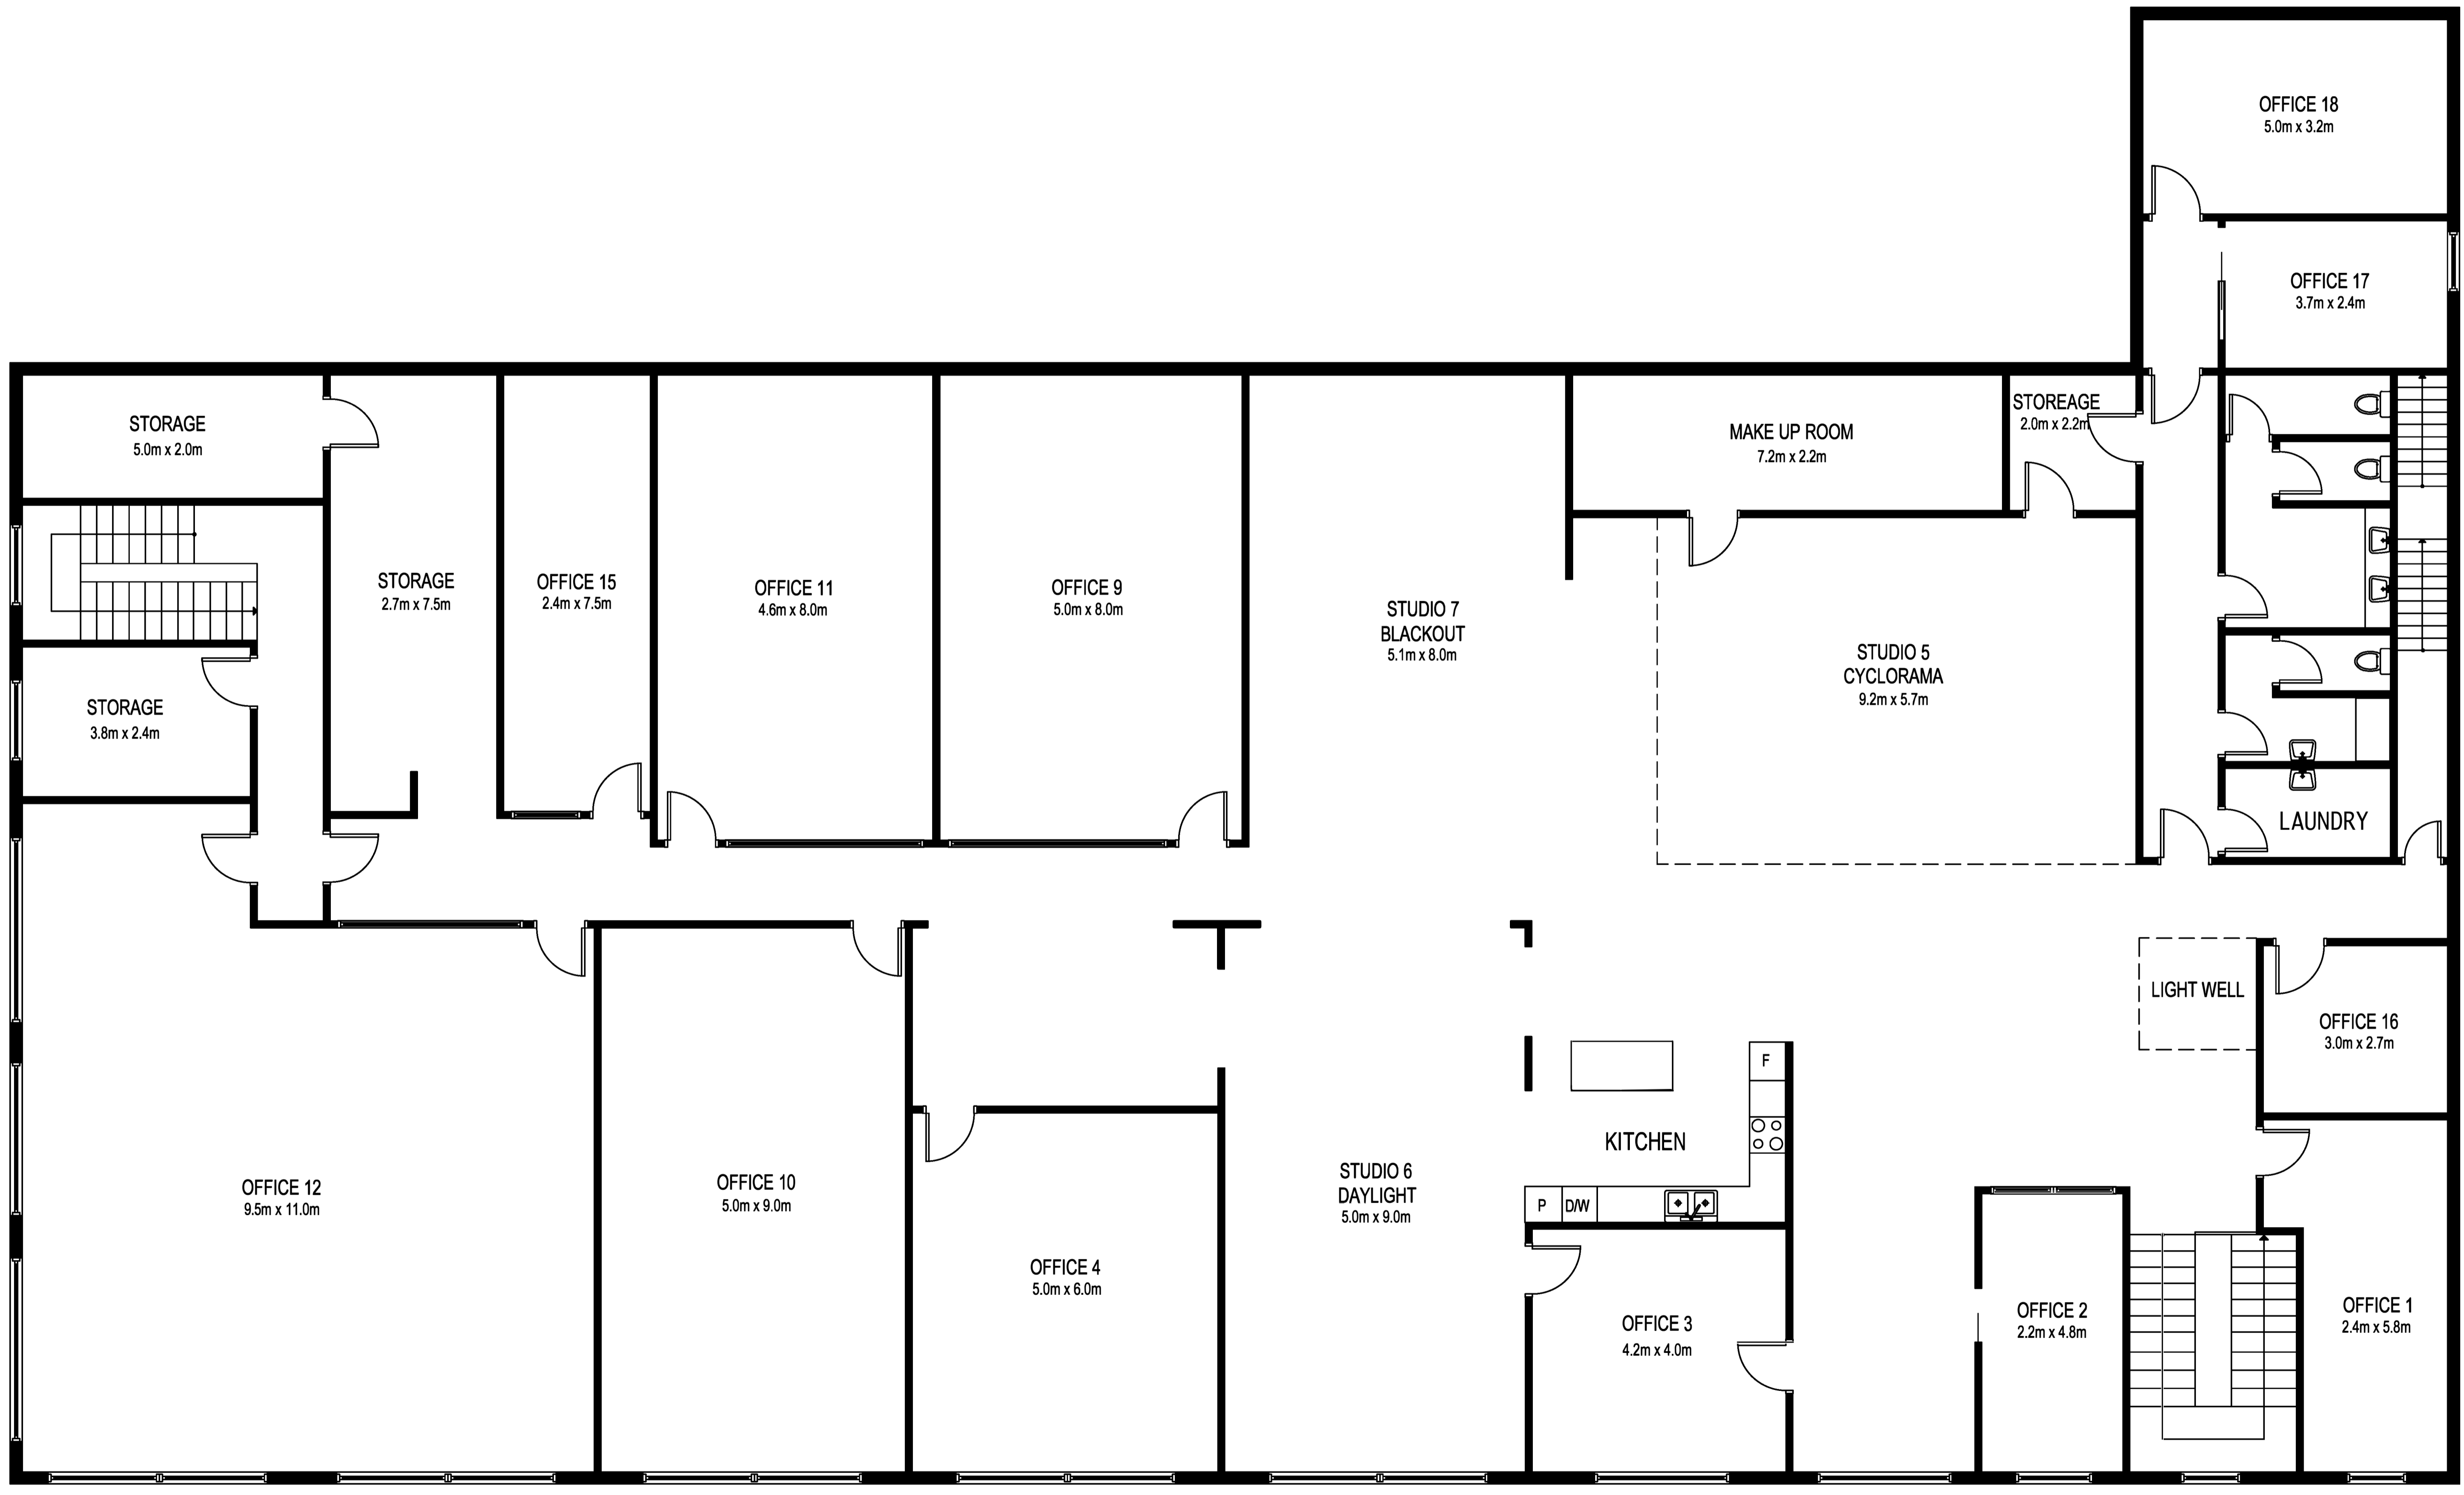 OFFICE 18
5.0m x 3.2m
OFFICE 17
3.7m x 2.4m
STORAGE
5.0m x 2.0m
STOREAGE
2.0m x 2.2m
MAKE UP ROOM
7.2m x 2.2m
STORAGE
2.7m x 7.5m
OFFICE 15
2.4m x 7.5m
OFFICE 11
4.6m x 8.0m
OFFICE 9
5.0m x 8.0m
STUDIO 7
BLACKOUT
5.1m x 8.0m
STUDIO 5
CYCLORAMA
9.2m x 5.7m
STORAGE
3.8m x 2.4m
LAUNDRY
LIGHT WELL
OFFICE 16
3.0m x 2.7m
F
KITCHEN
P
D/W
OFFICE 12
9.5m x 11.0m
OFFICE 10
5.0m x 9.0m
STUDIO 6
DAYLIGHT
5.0m x 9.0m
OFFICE 4
5.0m x 6.0m
OFFICE 3
4.2m x 4.0m
OFFICE 2
2.2m x 4.8m
OFFICE 1
2.4m x 5.8m